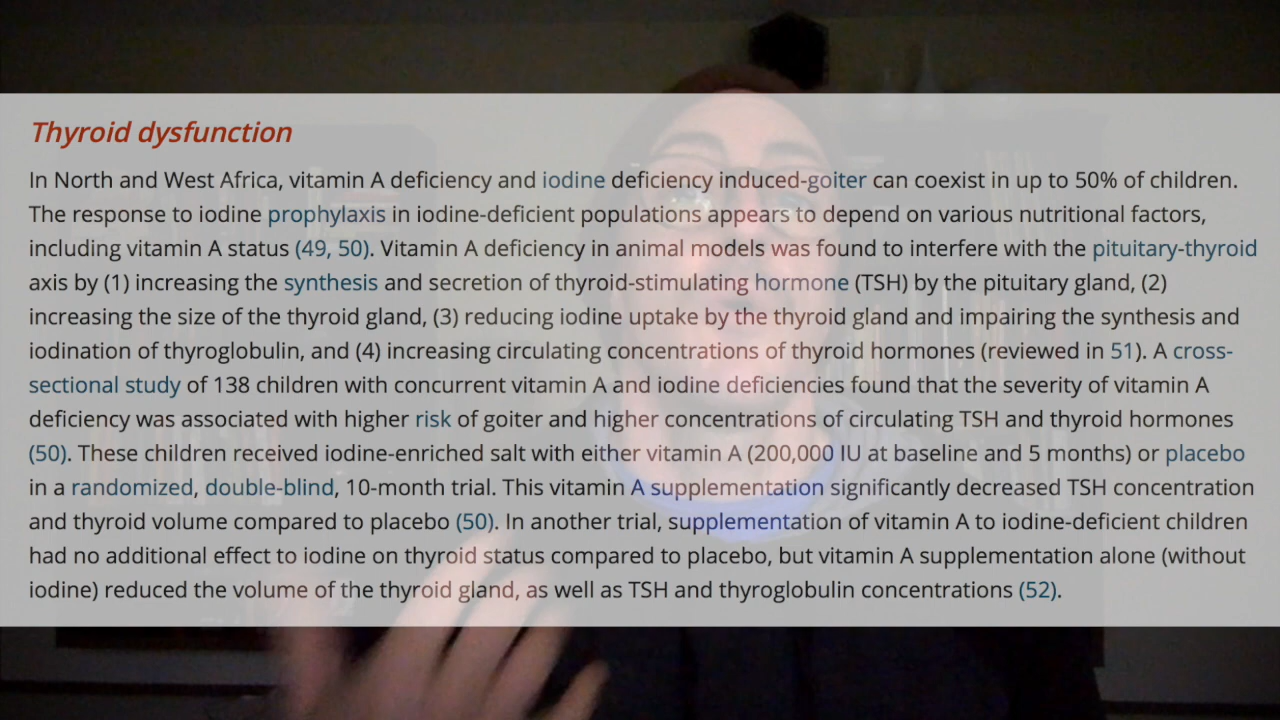 Thyroid dysfunction
In North and West Africa, vitamin A deficiency and iodine deficiency induced-goiter can coexist in up to 50% of children.
The response to iodine prophylaxis in iodine-deficient populations appears to depend on various nutritional factors,
including vitamin A status (49, 50). Vitamin A deficiency in animal models was found to interfere with the pituitary-thyroid
axis by (1) increasing the synthesis and secretion of thyroid-stimulating hormone (TSH) by the pituitary gland, (2)
increasing the size of the thyroid gland, (3) reducing iodine uptake by the thyroid gland and impairing the synthesis and
iodination of thyroglobulin, and (4) increasing circulating concentrations of thyroid hormones (reviewed in 51). A cross-
sectional study of 138 children with concurrent vitamin A and iodine deficiencies found that the severity of vitamin A
deficiency was associated with higher risk of goiter and higher concentrations of circulating TSH and thyroid hormones
(50). These children received iodine-enriched salt with either vitamin A (200,000 IU at baseline and 5 months) or placebo
in a randomized, double-blind, 10-month trial. This vitamin A supplementation significantly decreased TSH concentration
and thyroid volume compared to placebo (50). In another trial, supplementation of vitamin A to iodine-deficient children
had no additional effect to iodine on thyroid status compared to placebo, but vitamin A supplementation alone (without
iodine) reduced the volume of the thyroid gland, as well as TSH and thyroglobulin concentrations (52).